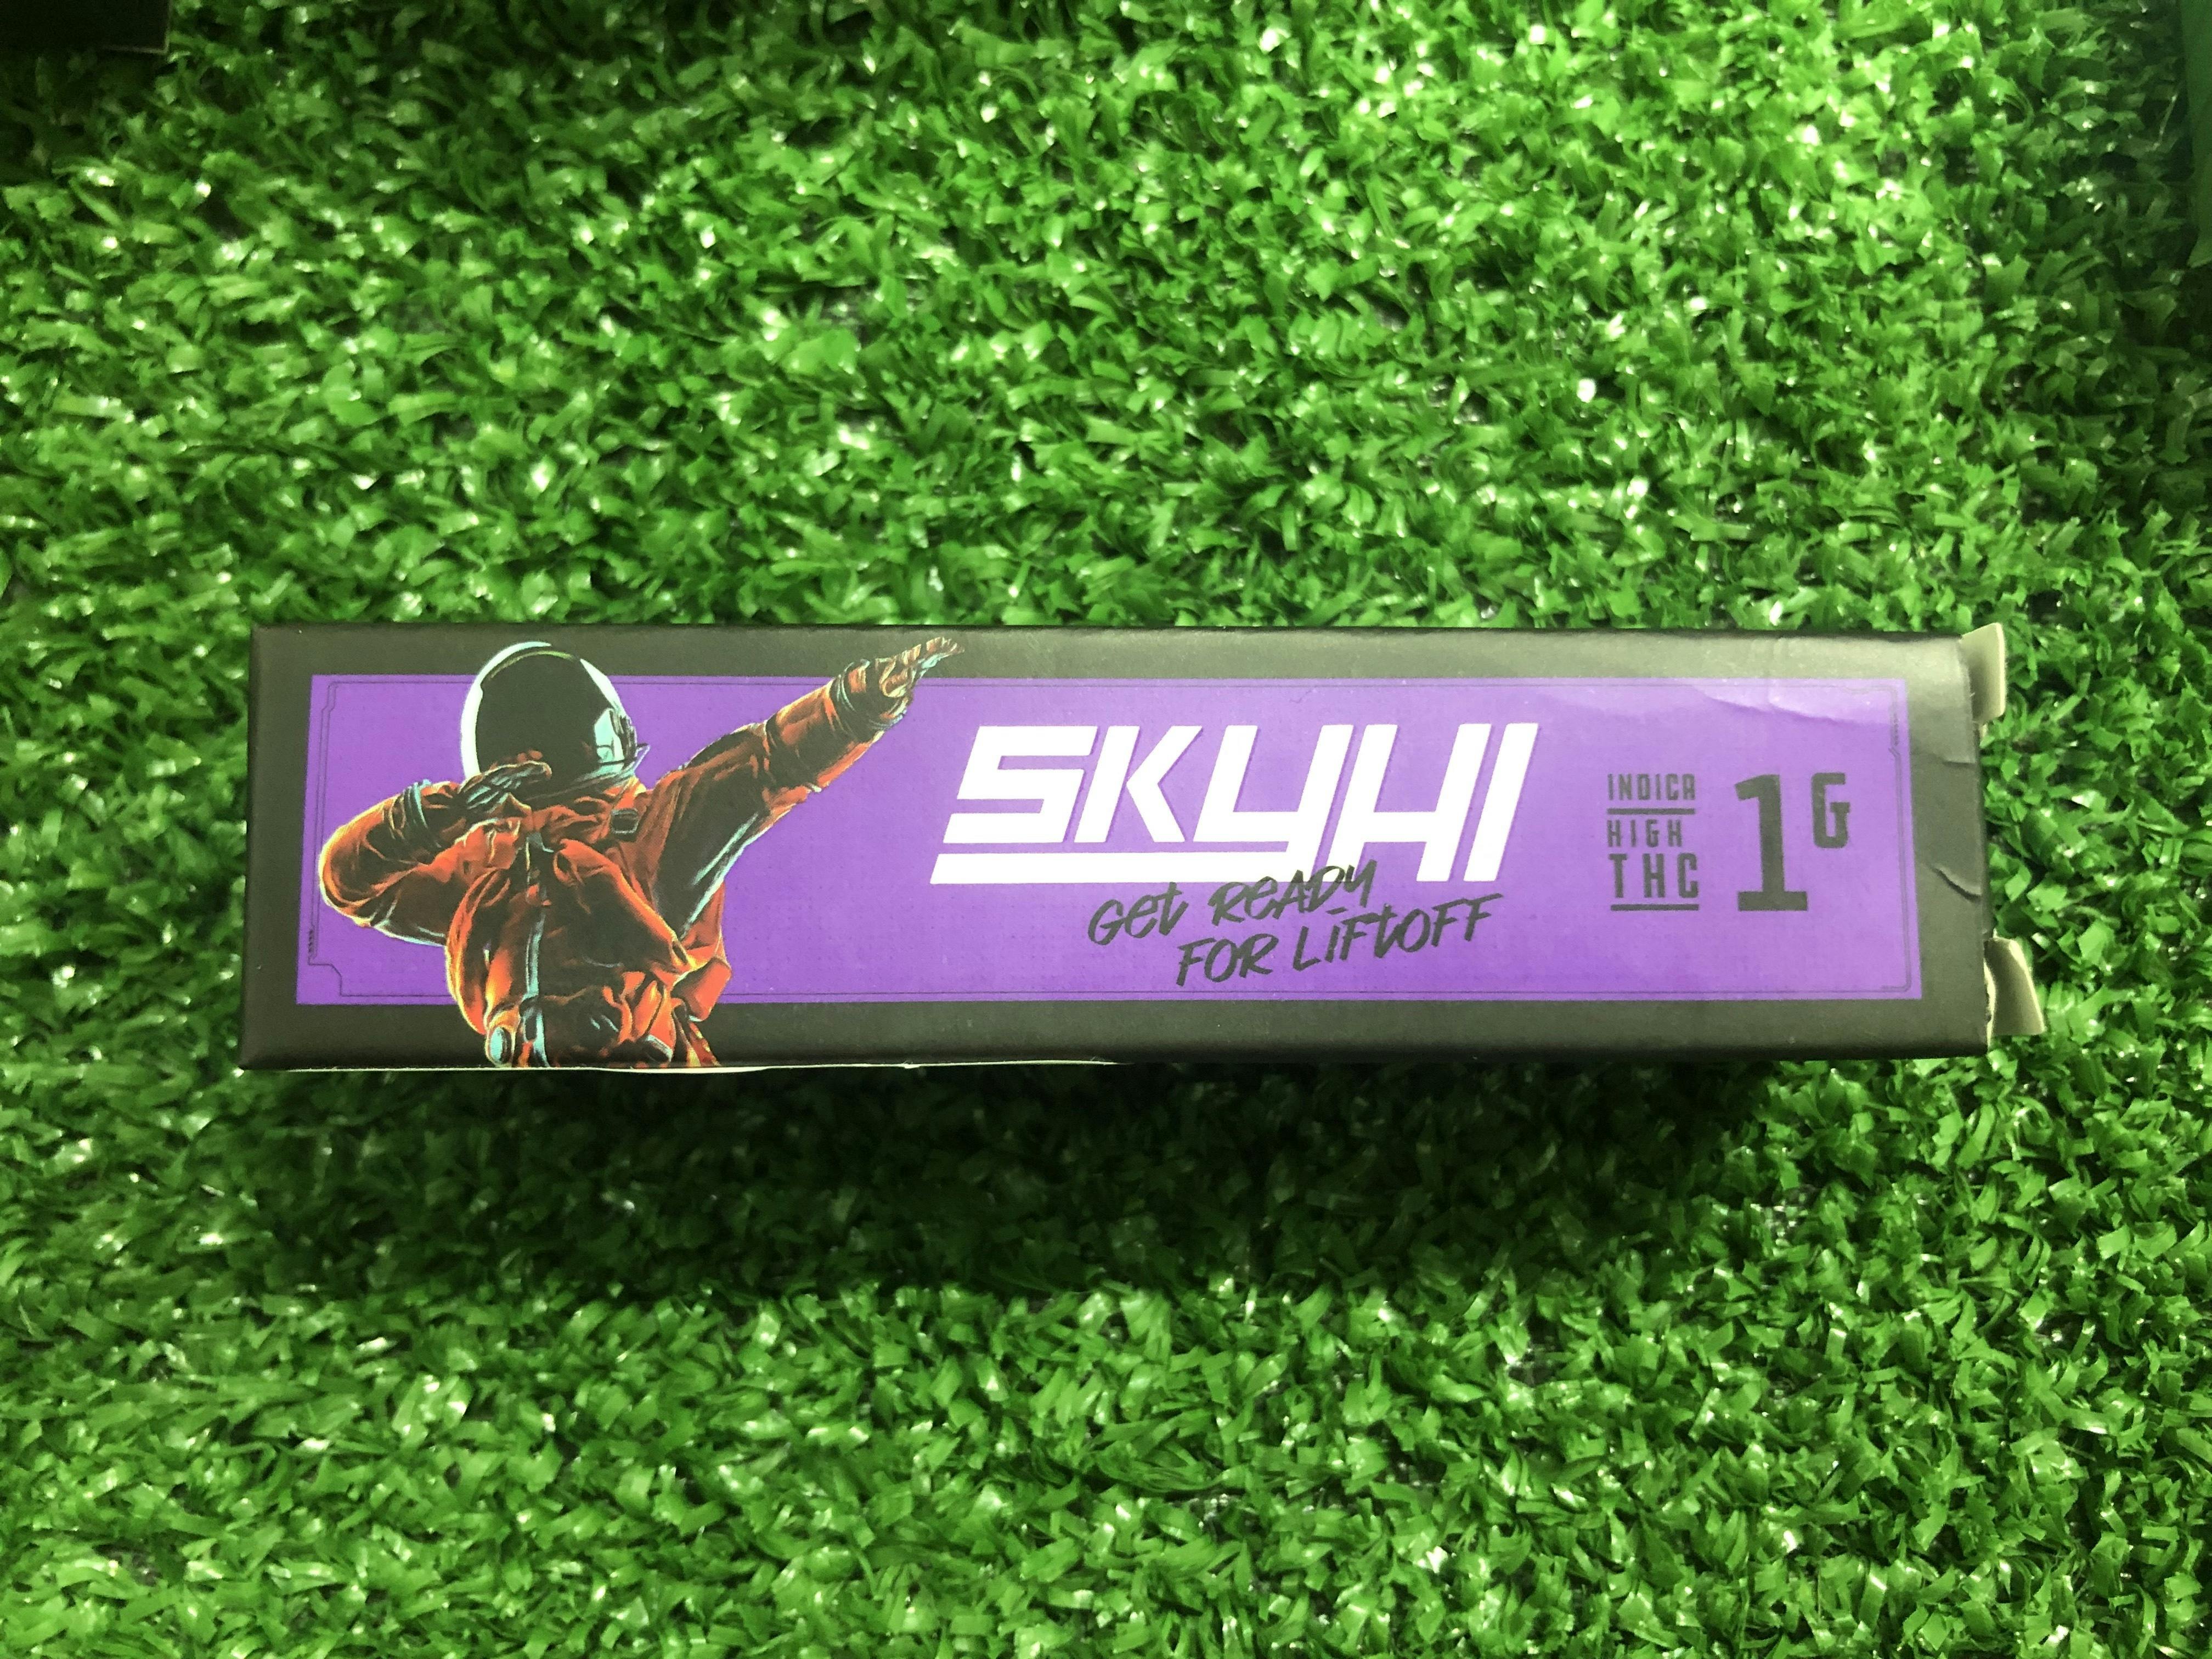 SKYHI
Get READY
FOR LiftOFF
INDICA
HIGH
THC
1G